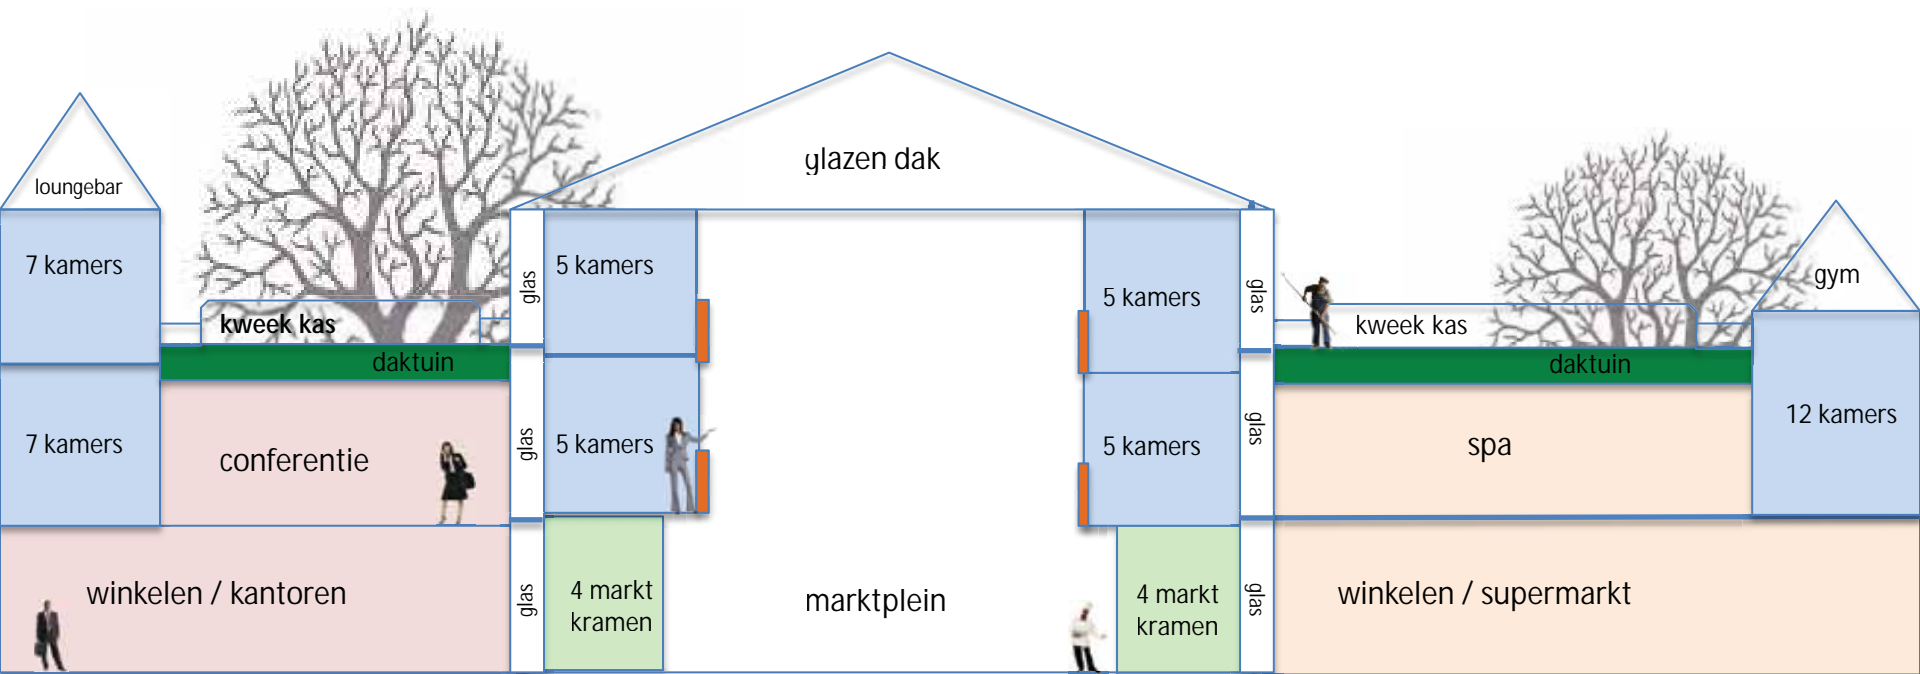 glazen dak
loungebar
7 kamers
glas
5 kamers
5 kamers
glas
gym
kweek kas
kweek kas
daktuin
daktuin
7 kamers
conferentie
glas
5 kamers
5 kamers
glas
spa
12 kamers
winkelen / kantoren
glas
4 markt
kramen
marktplein
4 markt
kramen
glas
winkelen / supermarkt